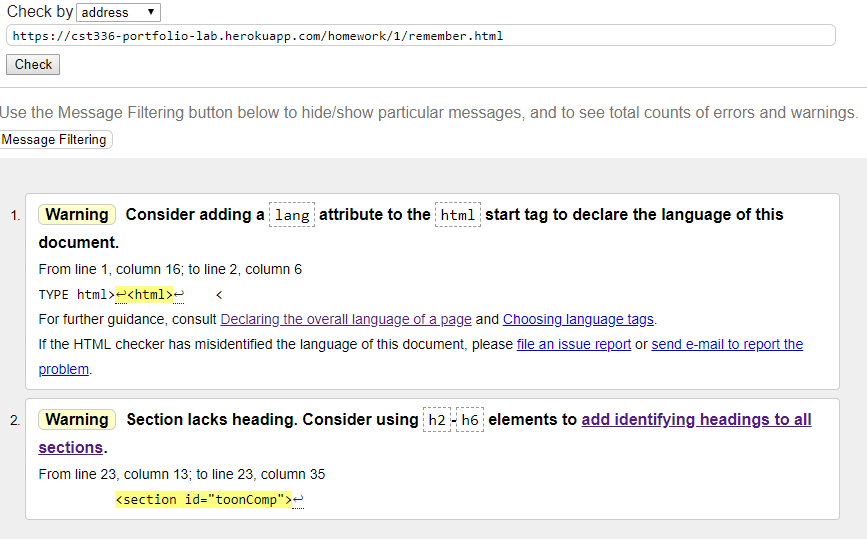 Check by address
https://cst336-portfolio-lab.herokuapp.com/homework/1/remember.html
Check
Use the Message Filtering button below to hide/show particular messages, and to see total counts of errors and warnings.
Message Filtering
1. Warning Consider adding a lang attribute to the html start tag to declare the language of this
document.
From line 1, column 16; to line 2, column 6
TYPE html>↩<html>↩ <
For further guidance, consult Declaring the overall language of a page and Choosing language tags.
If the HTML checker has misidentified the language of this document, please file an issue report or send e-mail to report the
problem.
2. Warning Section lacks heading. Consider using h2-h6 elements to add identifying headings to all
sections.
From line 23, column 13; to line 23, column 35
<section id="toonComp">↩